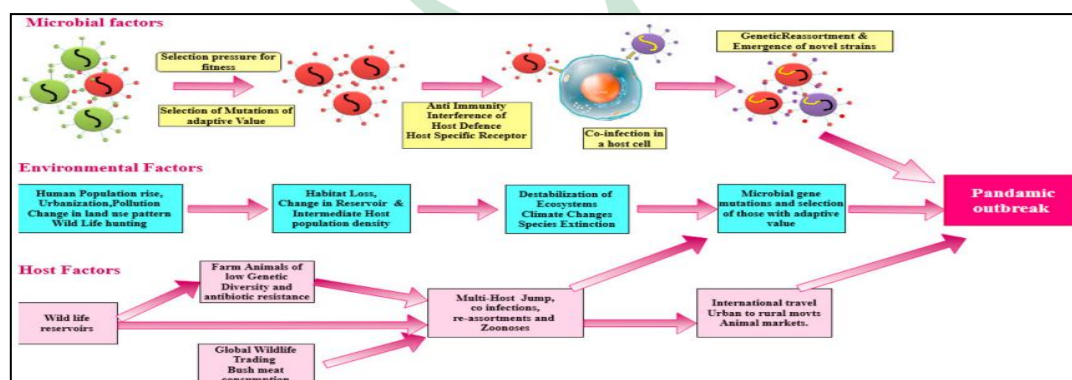 Microbial factors
Selection pressure for
fitness
Selection of Mutations of
adaptive Value
Anti Immunity
Interference of
Host Defence
Host Specific Receptor
Co-infection in
a host cell
GeneticReassortment &
Emergence of novel strains
Environmental Factors
Human Population rise,
Urbanization,Pollution
Change in land use pattern
Wild Life hunting
Habitat Loss,
Change in Reservoir &
Intermediate Host
population density
Destabilization of
Ecosystems
Climate Changes
Species Extinction
Microbial gene
mutations and selection
of those with adaptive
value
Pandamic
outbreak
Host Factors
Wild life
reservoirs
Farm Animals of
low Genetic
Diversity and
antibiotic resistance
Global Wildlife
Trading
Bush meat
consumption
Multi-Host Jump,
co infections,
re-assortments and
Zoonoses
International travel
Urban to rural movts
Animal markets.